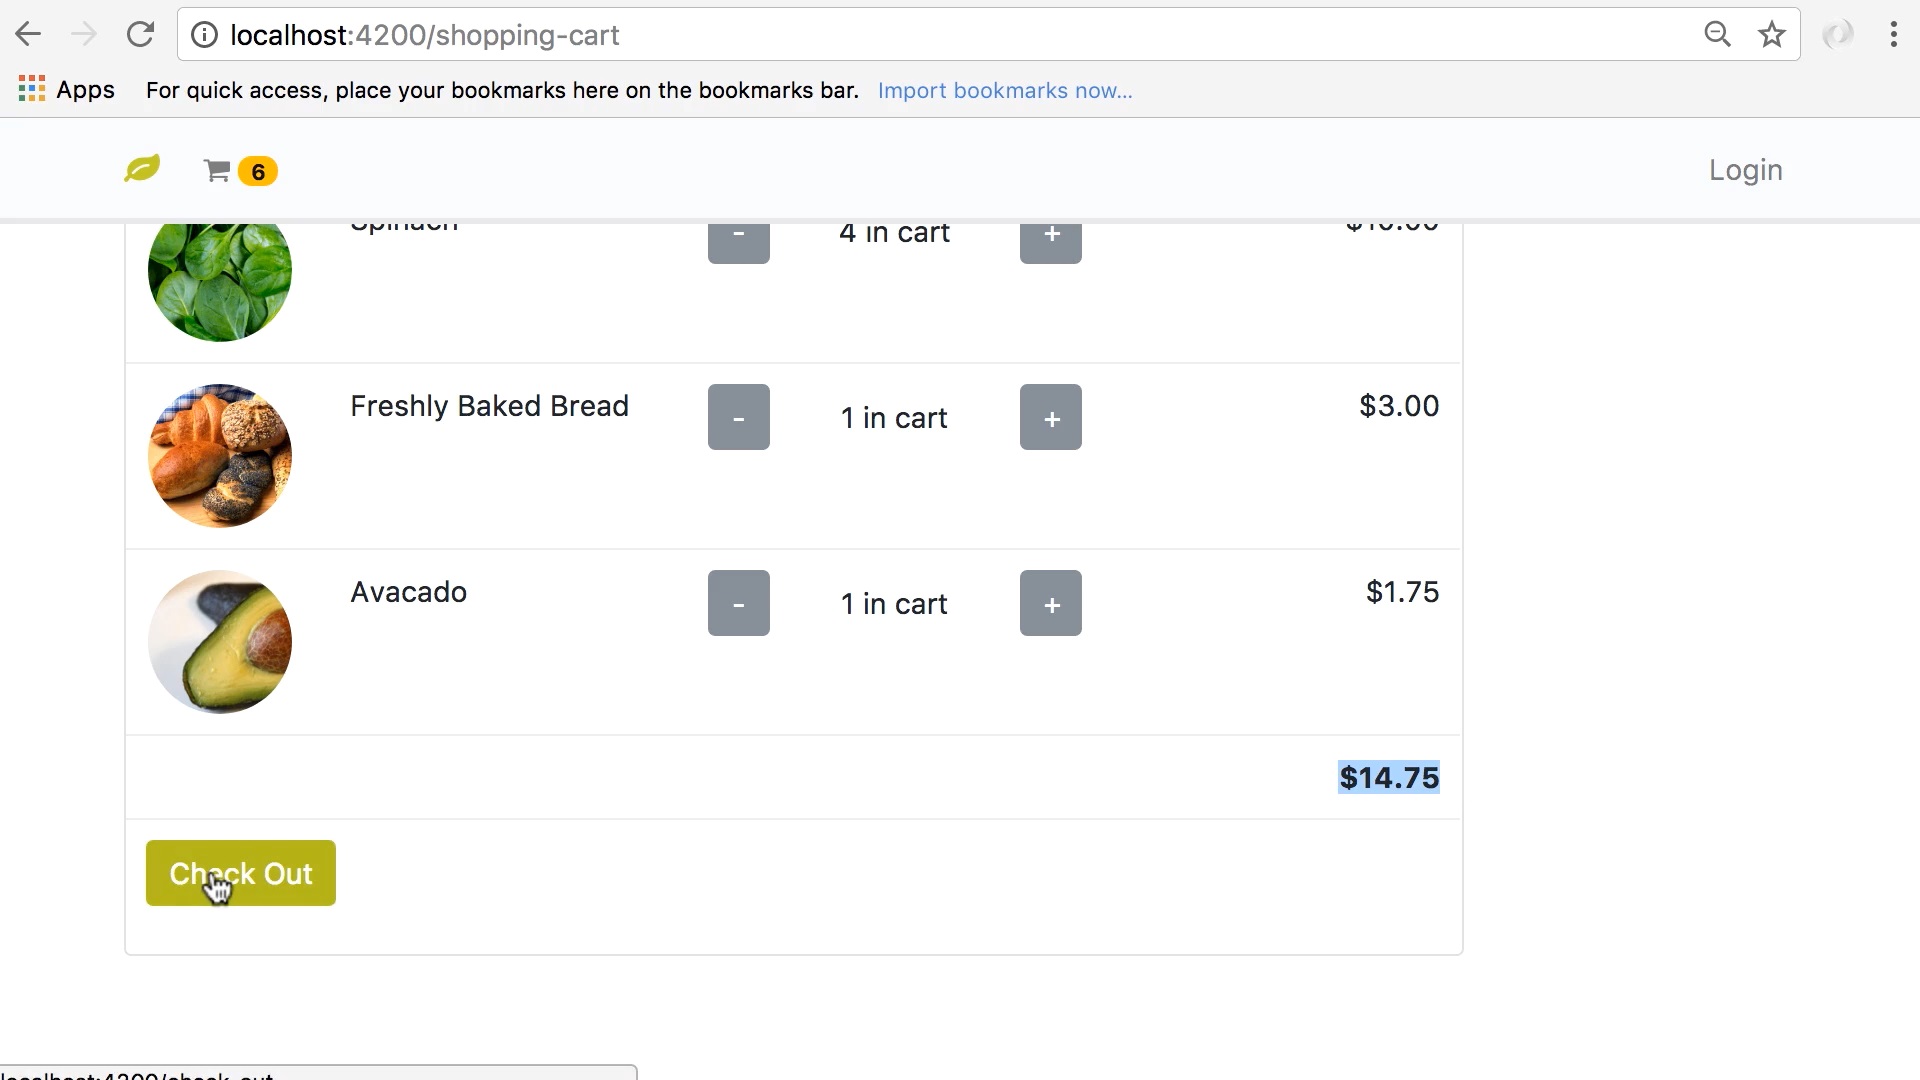 localhost:4200/shopping-cart
Apps For quick access, place your bookmarks here on the bookmarks bar. Import bookmarks now...
6 Login
Spinach - 4 in cart + $10.00
Freshly Baked Bread - 1 in cart + $3.00
Avacado - 1 in cart + $1.75
$14.75
Check Out
localhost:4200/check-out